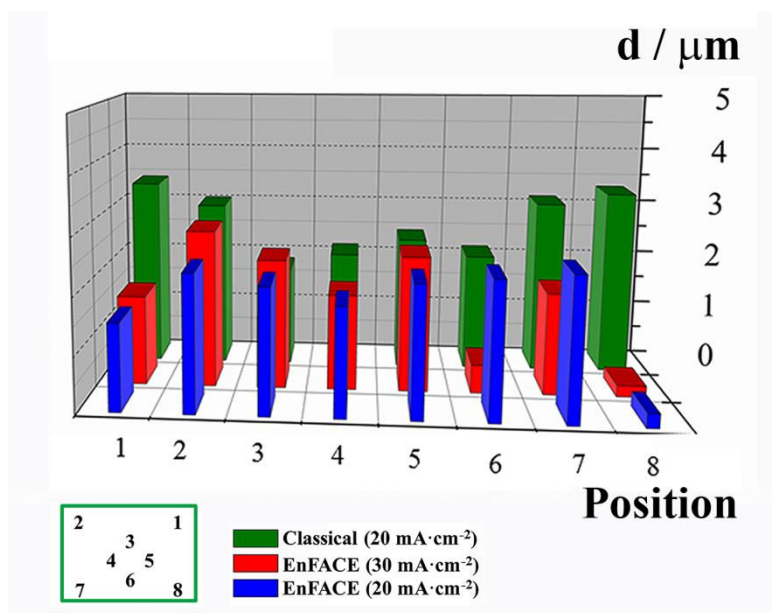 d / μm
5
4
3
2
1
0
1 2 3 4 5 6 7 8
Position
2 1
3
4 5
6
7 8
Classical (20 mA·cm⁻²)
EnFACE (30 mA·cm⁻²)
EnFACE (20 mA·cm⁻²)